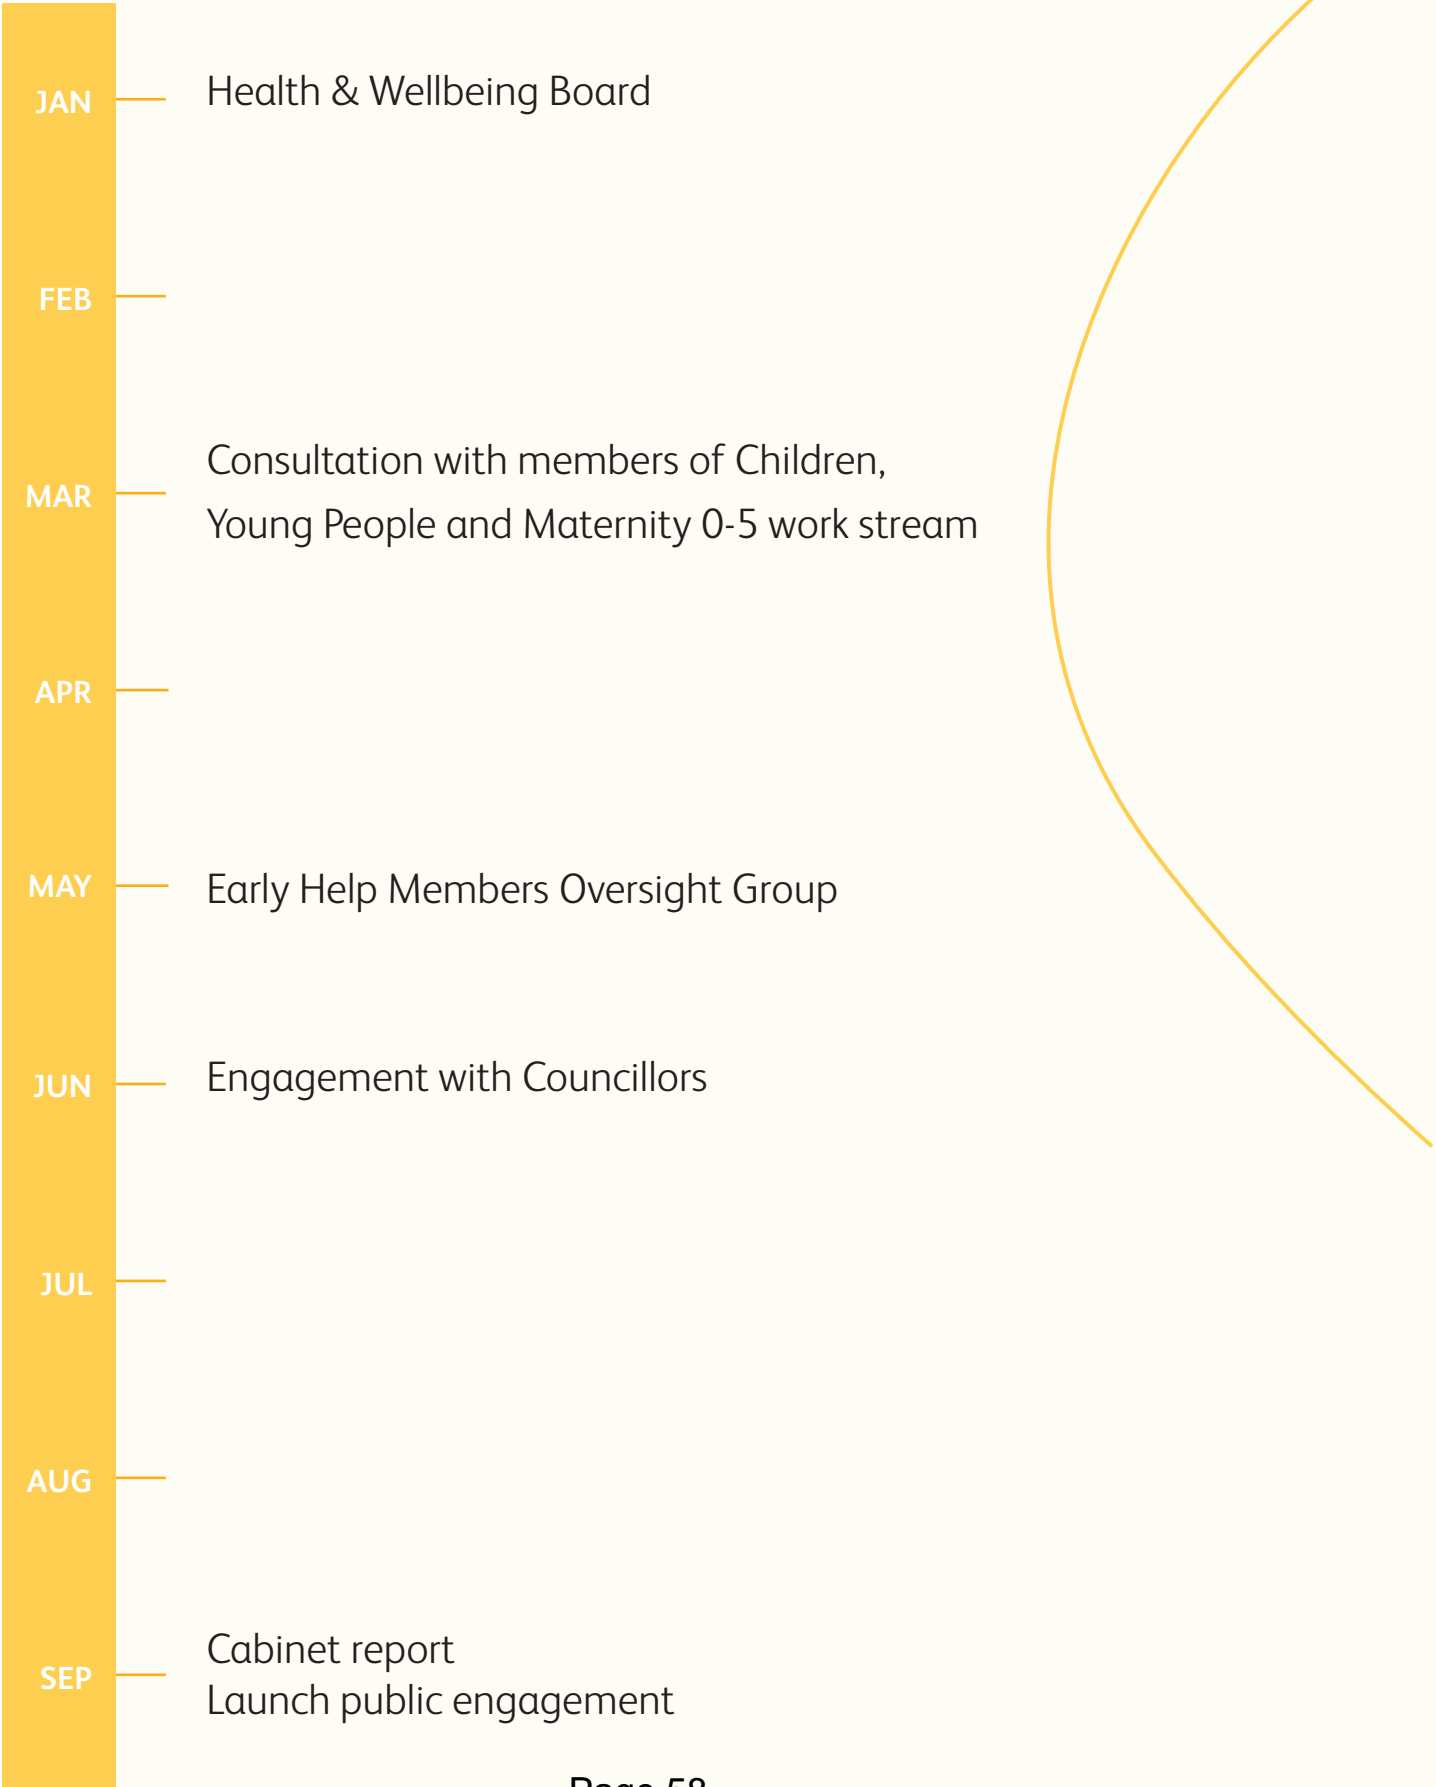 JAN
Health & Wellbeing Board
FEB
Consultation with members of Children,
MAR
Young People and Maternity 0-5 work stream
APR
MAY
Early Help Members Oversight Group
JUN
Engagement with Councillors
JUL
AUG
Cabinet report
SEP
Launch public engagement
Page 58